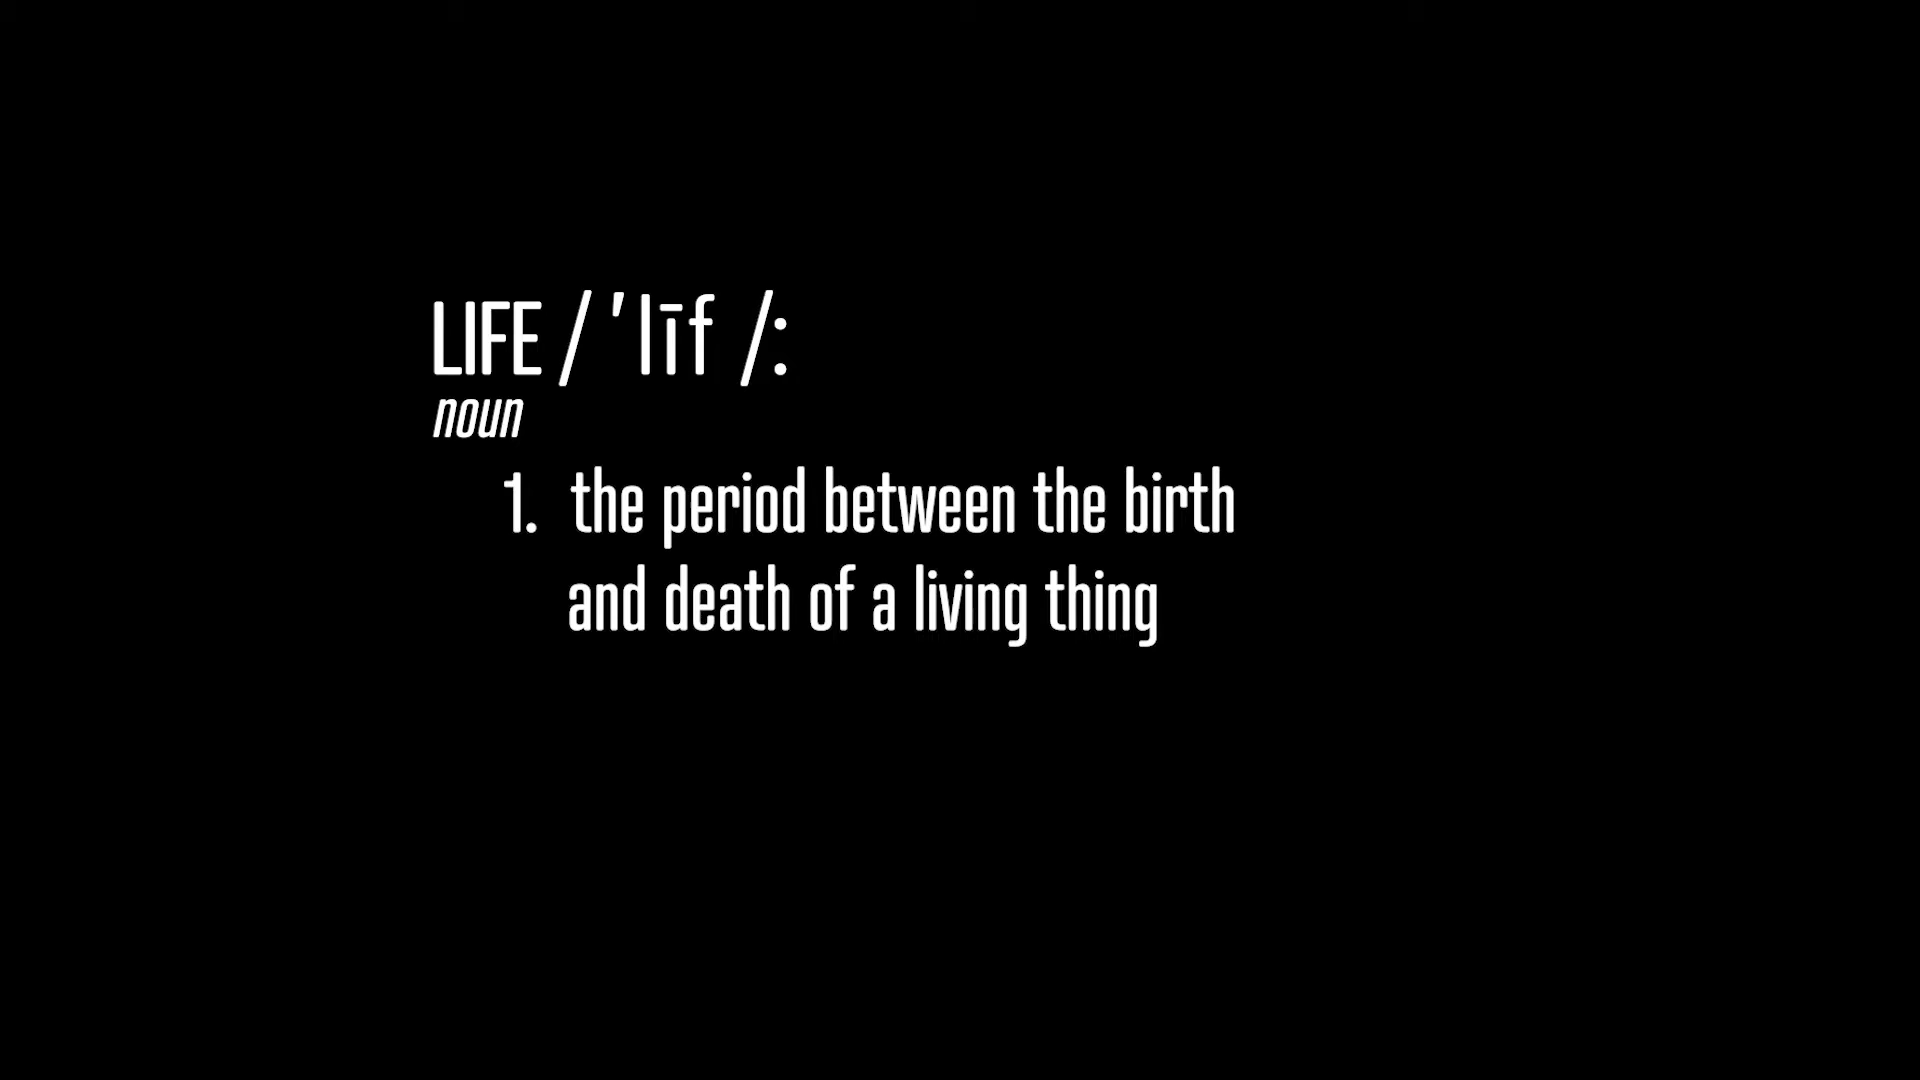 LIFE /ˈlīf /:
noun
1. the period between the birth
and death of a living thing